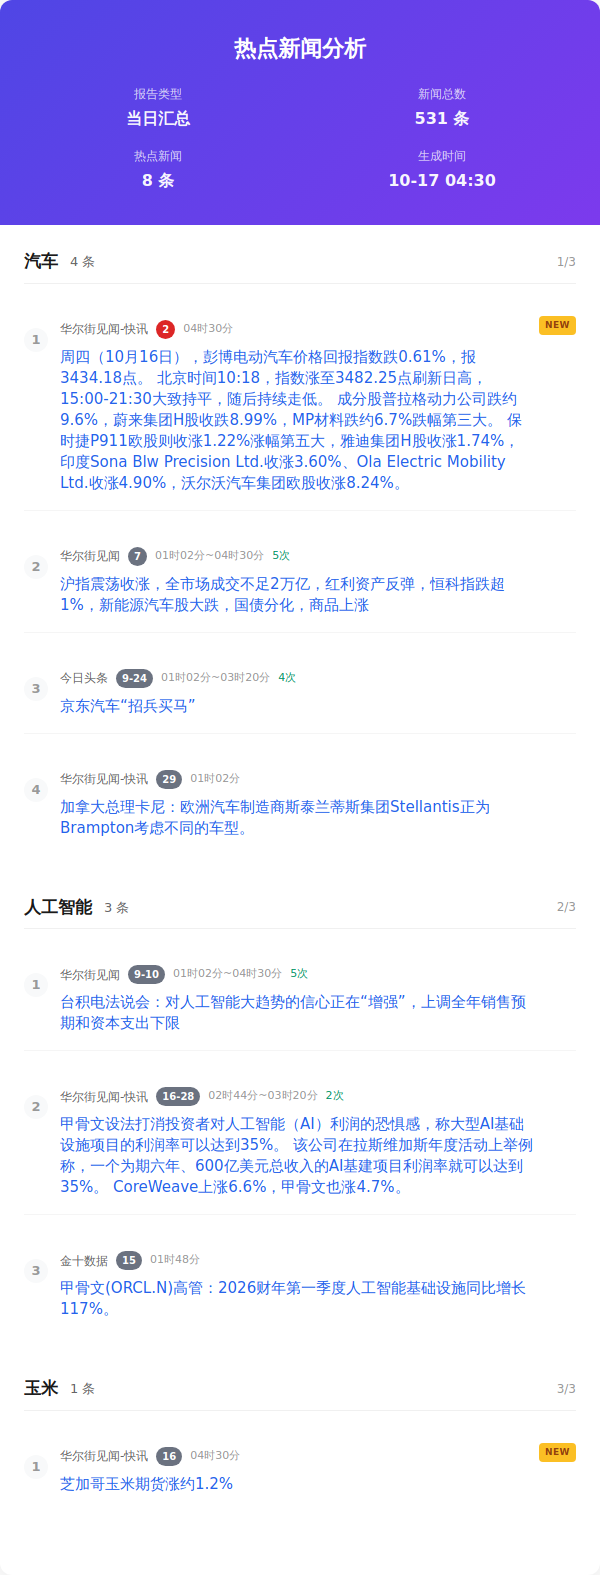 热点新闻分析
报告类型
当日汇总
新闻总数
531 条
热点新闻
8 条
生成时间
10-17 04:30
汽车 4 条 1/3
1 华尔街见闻-快讯 2 04时30分 NEW
周四（10月16日），彭博电动汽车价格回报指数跌0.61%，报
3434.18点。 北京时间10:18，指数涨至3482.25点刷新日高，
15:00-21:30大致持平，随后持续走低。 成分股普拉格动力公司跌约
9.6%，蔚来集团H股收跌8.99%，MP材料跌约6.7%跌幅第三大。 保
时捷P911欧股则收涨1.22%涨幅第五大，雅迪集团H股收涨1.74%，
印度Sona Blw Precision Ltd.收涨3.60%、Ola Electric Mobility
Ltd.收涨4.90%，沃尔沃汽车集团欧股收涨8.24%。
2 华尔街见闻 7 01时02分~04时30分 5次
沪指震荡收涨，全市场成交不足2万亿，红利资产反弹，恒科指跌超
1%，新能源汽车股大跌，国债分化，商品上涨
3 今日头条 9-24 01时02分~03时20分 4次
京东汽车“招兵买马”
4 华尔街见闻-快讯 29 01时02分
加拿大总理卡尼：欧洲汽车制造商斯泰兰蒂斯集团Stellantis正为
Brampton考虑不同的车型。
人工智能 3 条 2/3
1 华尔街见闻 9-10 01时02分~04时30分 5次
台积电法说会：对人工智能大趋势的信心正在“增强”，上调全年销售预
期和资本支出下限
2 华尔街见闻-快讯 16-28 02时44分~03时20分 2次
甲骨文设法打消投资者对人工智能（AI）利润的恐惧感，称大型AI基础
设施项目的利润率可以达到35%。 该公司在拉斯维加斯年度活动上举例
称，一个为期六年、600亿美元总收入的AI基建项目利润率就可以达到
35%。 CoreWeave上涨6.6%，甲骨文也涨4.7%。
3 金十数据 15 01时48分
甲骨文(ORCL.N)高管：2026财年第一季度人工智能基础设施同比增长
117%。
玉米 1 条 3/3
1 华尔街见闻-快讯 16 04时30分 NEW
芝加哥玉米期货涨约1.2%